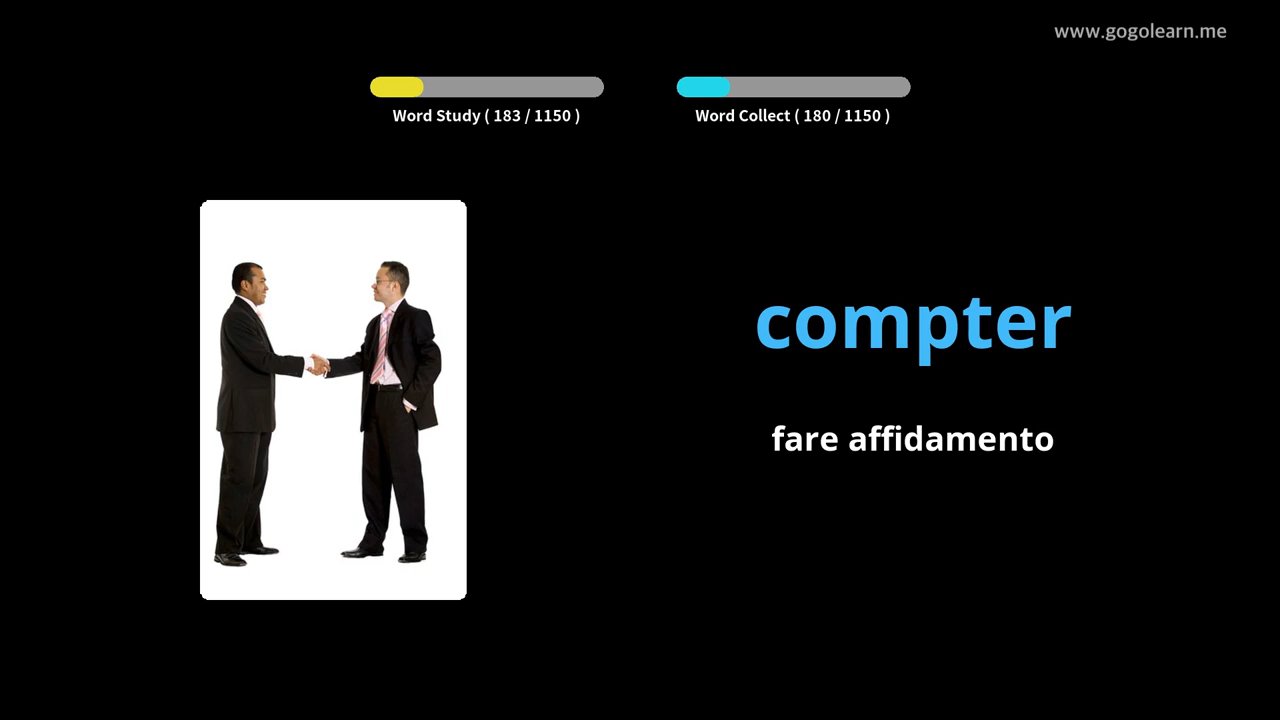 www.gogolearn.me
Word Study ( 183 / 1150 )
Word Collect ( 180 / 1150 )
compter
fare affidamento